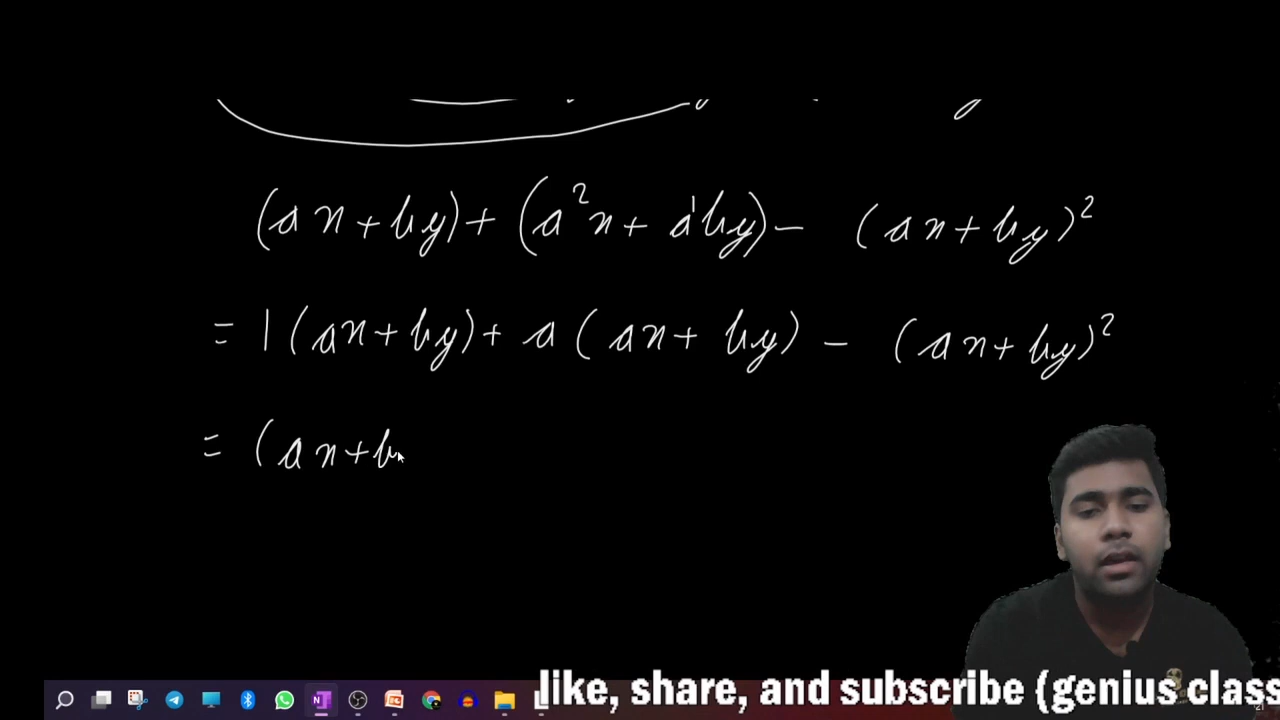 (ax+by)+(a²x+a¹by)- (ax+by)²
= 1(ax+by)+ a(ax+ by) - (ax+by)²
= (ax+b
like, share, and subscribe (genius class